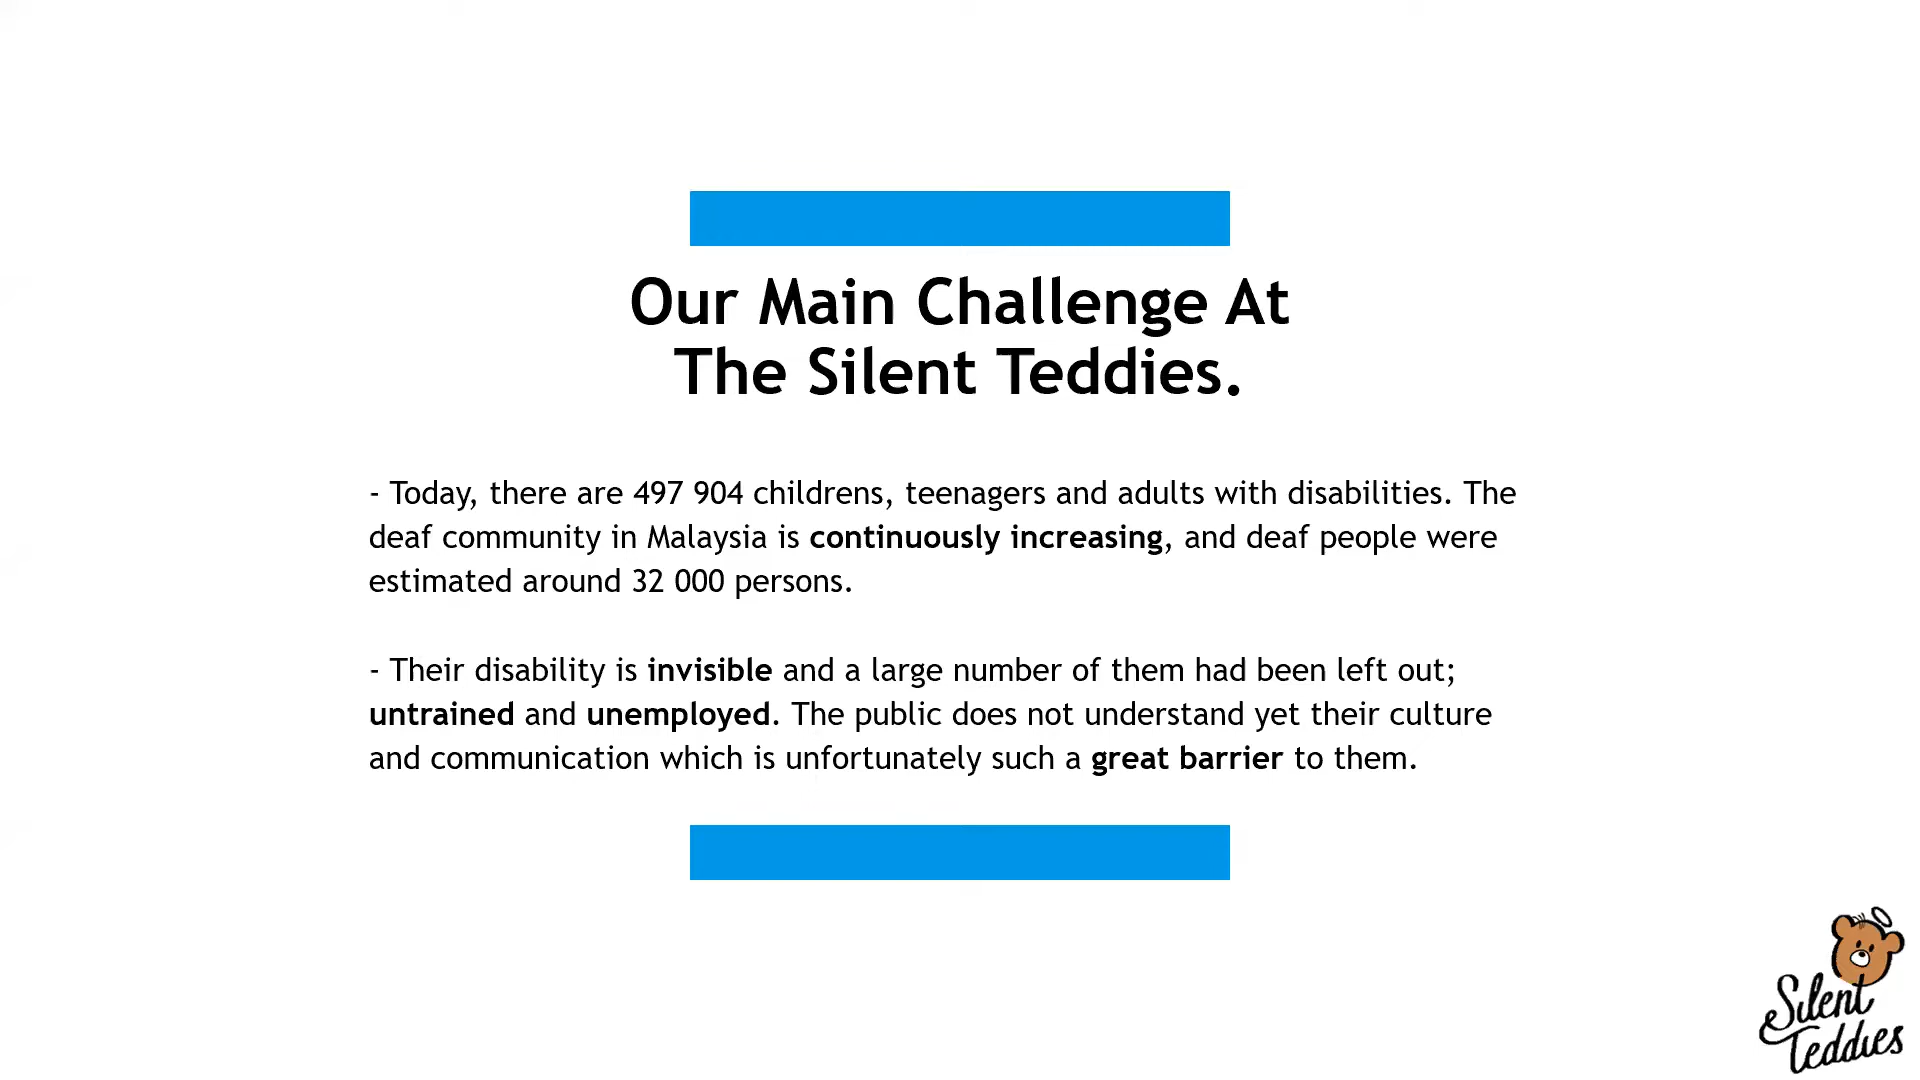 Our Main Challenge At
The Silent Teddies.
- Today, there are 497 904 childrens, teenagers and adults with disabilities. The
deaf community in Malaysia is continuously increasing, and deaf people were
estimated around 32 000 persons.
- Their disability is invisible and a large number of them had been left out;
untrained and unemployed. The public does not understand yet their culture
and communication which is unfortunately such a great barrier to them.
Silent
Teddies